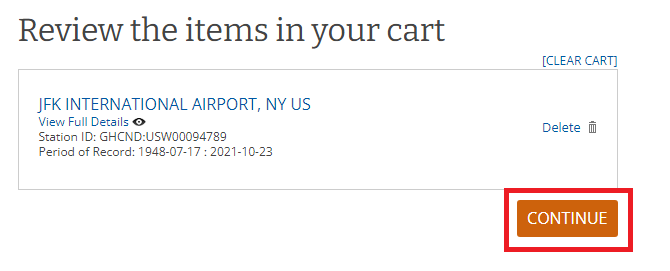 Review the items in your cart
[CLEAR CART]
JFK INTERNATIONAL AIRPORT, NY US
View Full Details
Station ID: GHCND:USW00094789
Period of Record: 1948-07-17 : 2021-10-23
Delete
CONTINUE